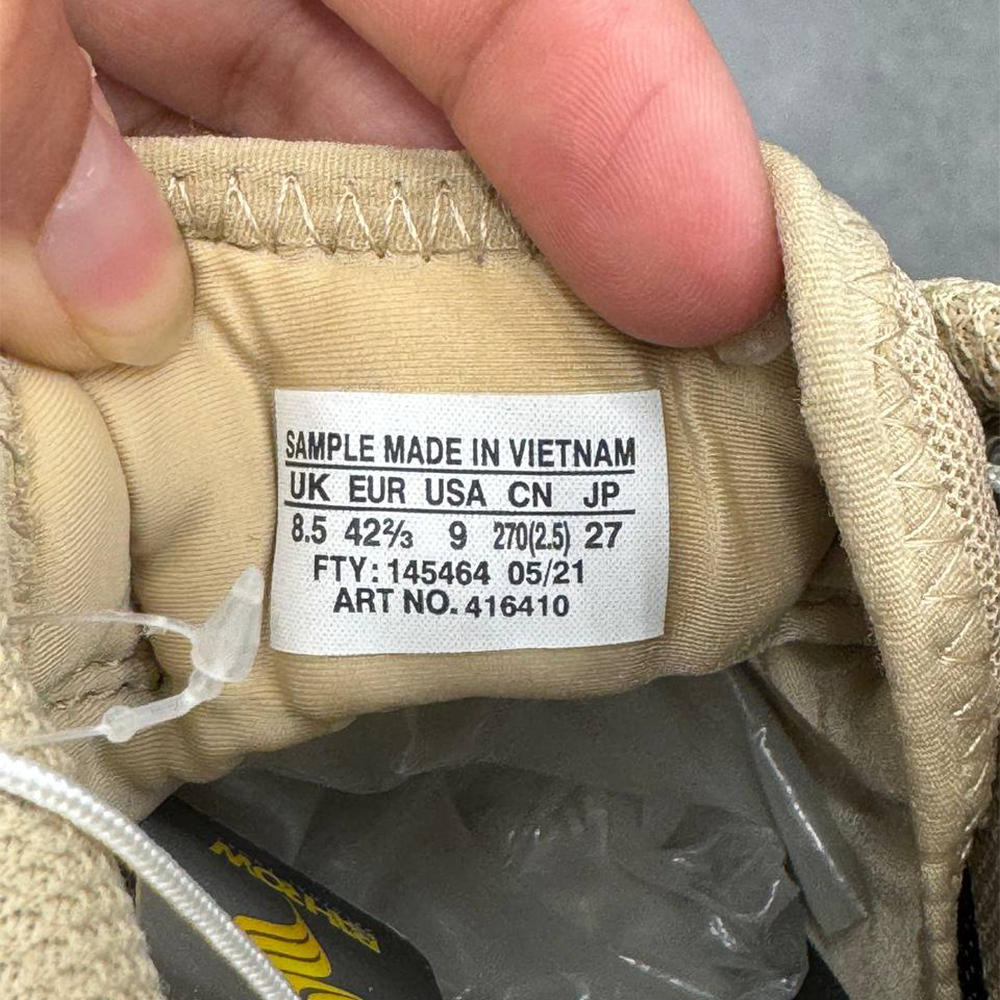 SAMPLE MADE IN VIETNAM
UK EUR USA CN JP
8.5 42⅔ 9 270(2.5) 27
FTY: 145464 05/21
ART NO. 416410